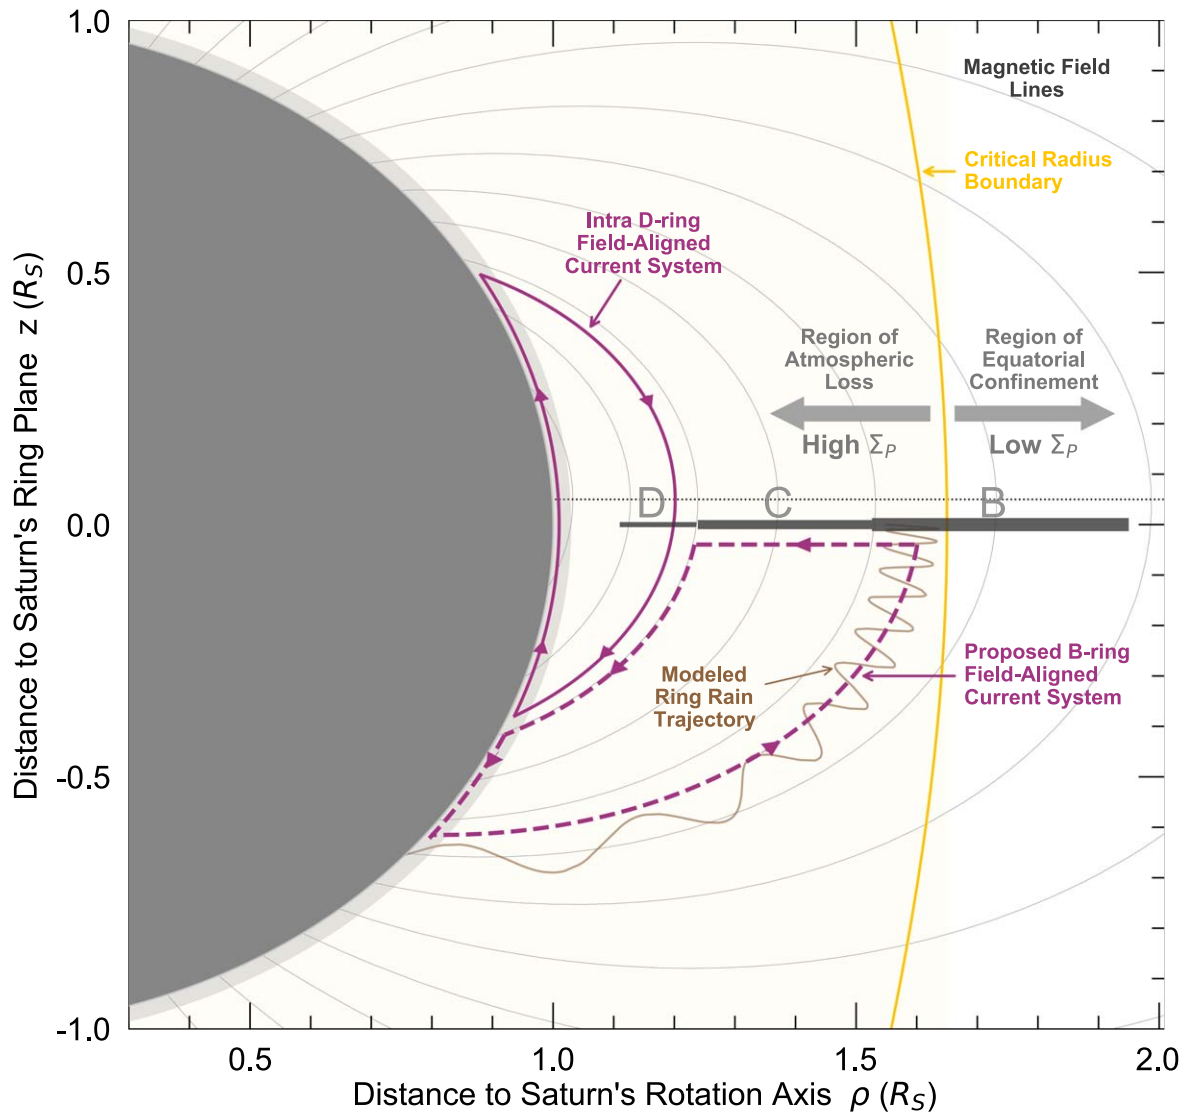 1.0
Magnetic Field
Lines
Critical Radius
Boundary
Intra D-ring
Field-Aligned
Current System
0.5
Region of
Atmospheric
Loss
Region of
Equatorial
Confinement
High Σ_P
Low Σ_P
D
C
B
0.0
Distance to Saturn's Ring Plane z (R_S)
Modeled
Ring Rain
Trajectory
Proposed B-ring
Field-Aligned
Current System
-0.5
-1.0
0.5
1.0
1.5
2.0
Distance to Saturn's Rotation Axis ρ (R_S)